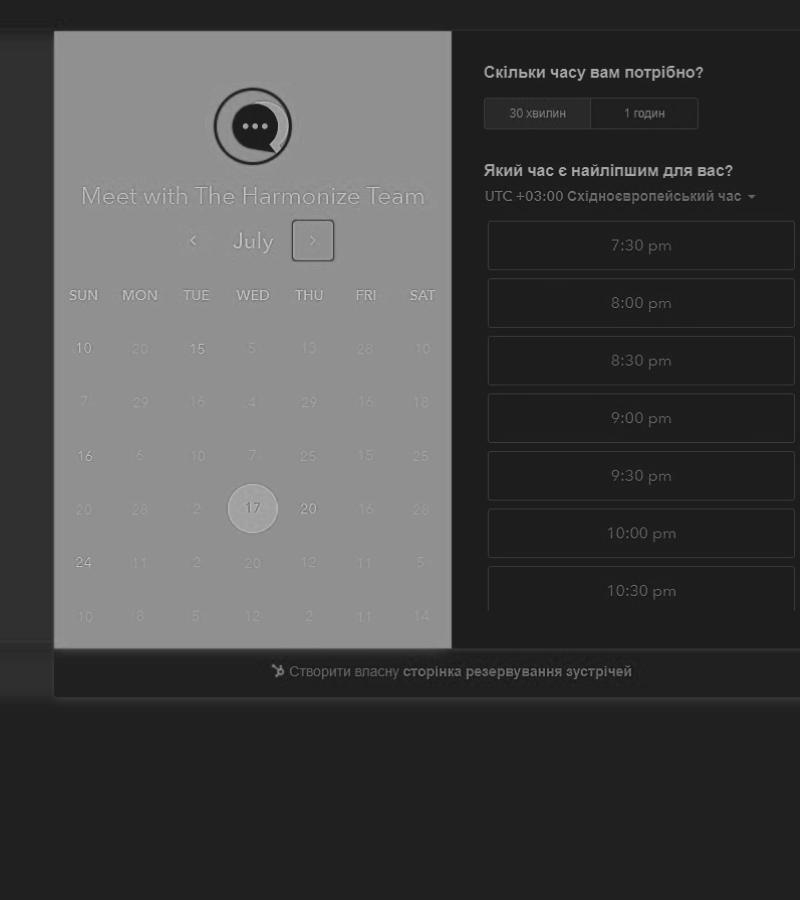 Meet with The Harmonize Team
July
SUN MON TUE WED THU FRI SAT
10 20 15 5 13 28 10
7 29 16 4 29 16 18
16 6 10 7 25 15 25
20 28 2 17 20 16 28
24 11 2 20 12 11 5
10 8 5 12 2 11 14
Скільки часу вам потрібно?
30 хвилин 1 годин
Який час є найліпшим для вас?
UTC +03:00 Східноєвропейський час
7:30 pm
8:00 pm
8:30 pm
9:00 pm
9:30 pm
10:00 pm
10:30 pm
Створити власну сторінка резервування зустрічей